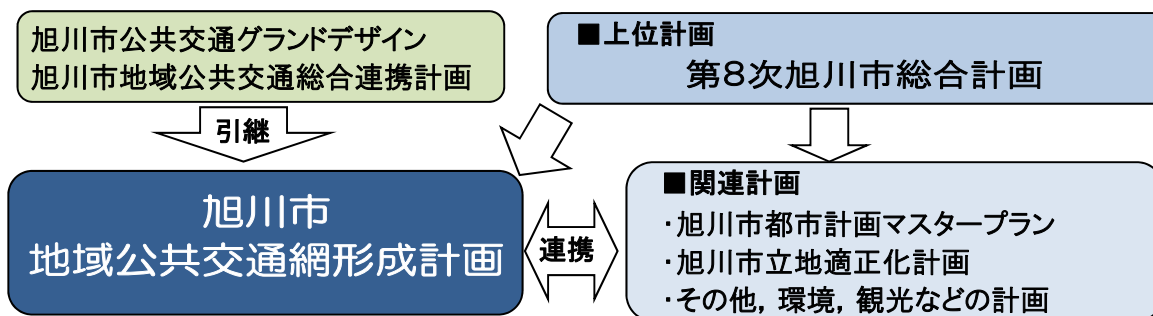 旭川市公共交通グランドデザイン
旭川市地域公共交通総合連携計画
■上位計画
第8次旭川市総合計画
引継
旭川市
地域公共交通網形成計画
連携
■関連計画
・旭川市都市計画マスタープラン
・旭川市立地適正化計画
・その他，環境，観光などの計画